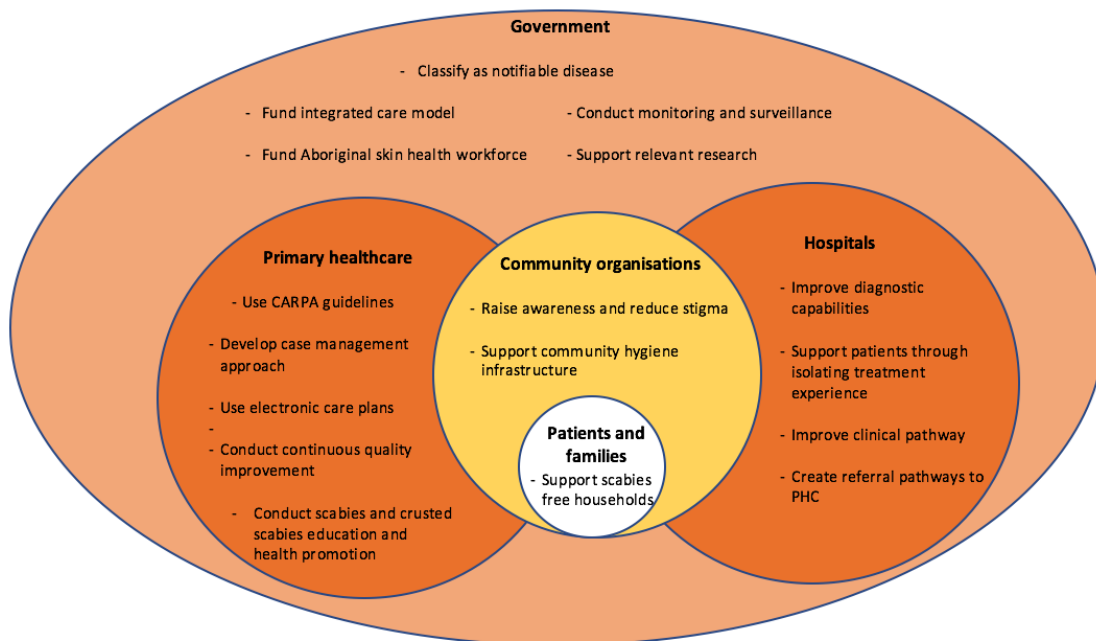 Government
- Classify as notifiable disease
- Fund integrated care model
- Conduct monitoring and surveillance
- Fund Aboriginal skin health workforce
- Support relevant research
Primary healthcare
- Use CARPA guidelines
- Develop case management
approach
- Use electronic care plans
-
- Conduct continuous quality
improvement
- Conduct scabies and crusted
scabies education and
health promotion
Community organisations
- Raise awareness and reduce stigma
- Support community hygiene
infrastructure
Patients and
families
- Support scabies
free households
Hospitals
- Improve diagnostic
capabilities
- Support patients through
isolating treatment
experience
- Improve clinical pathway
- Create referral pathways to
PHC